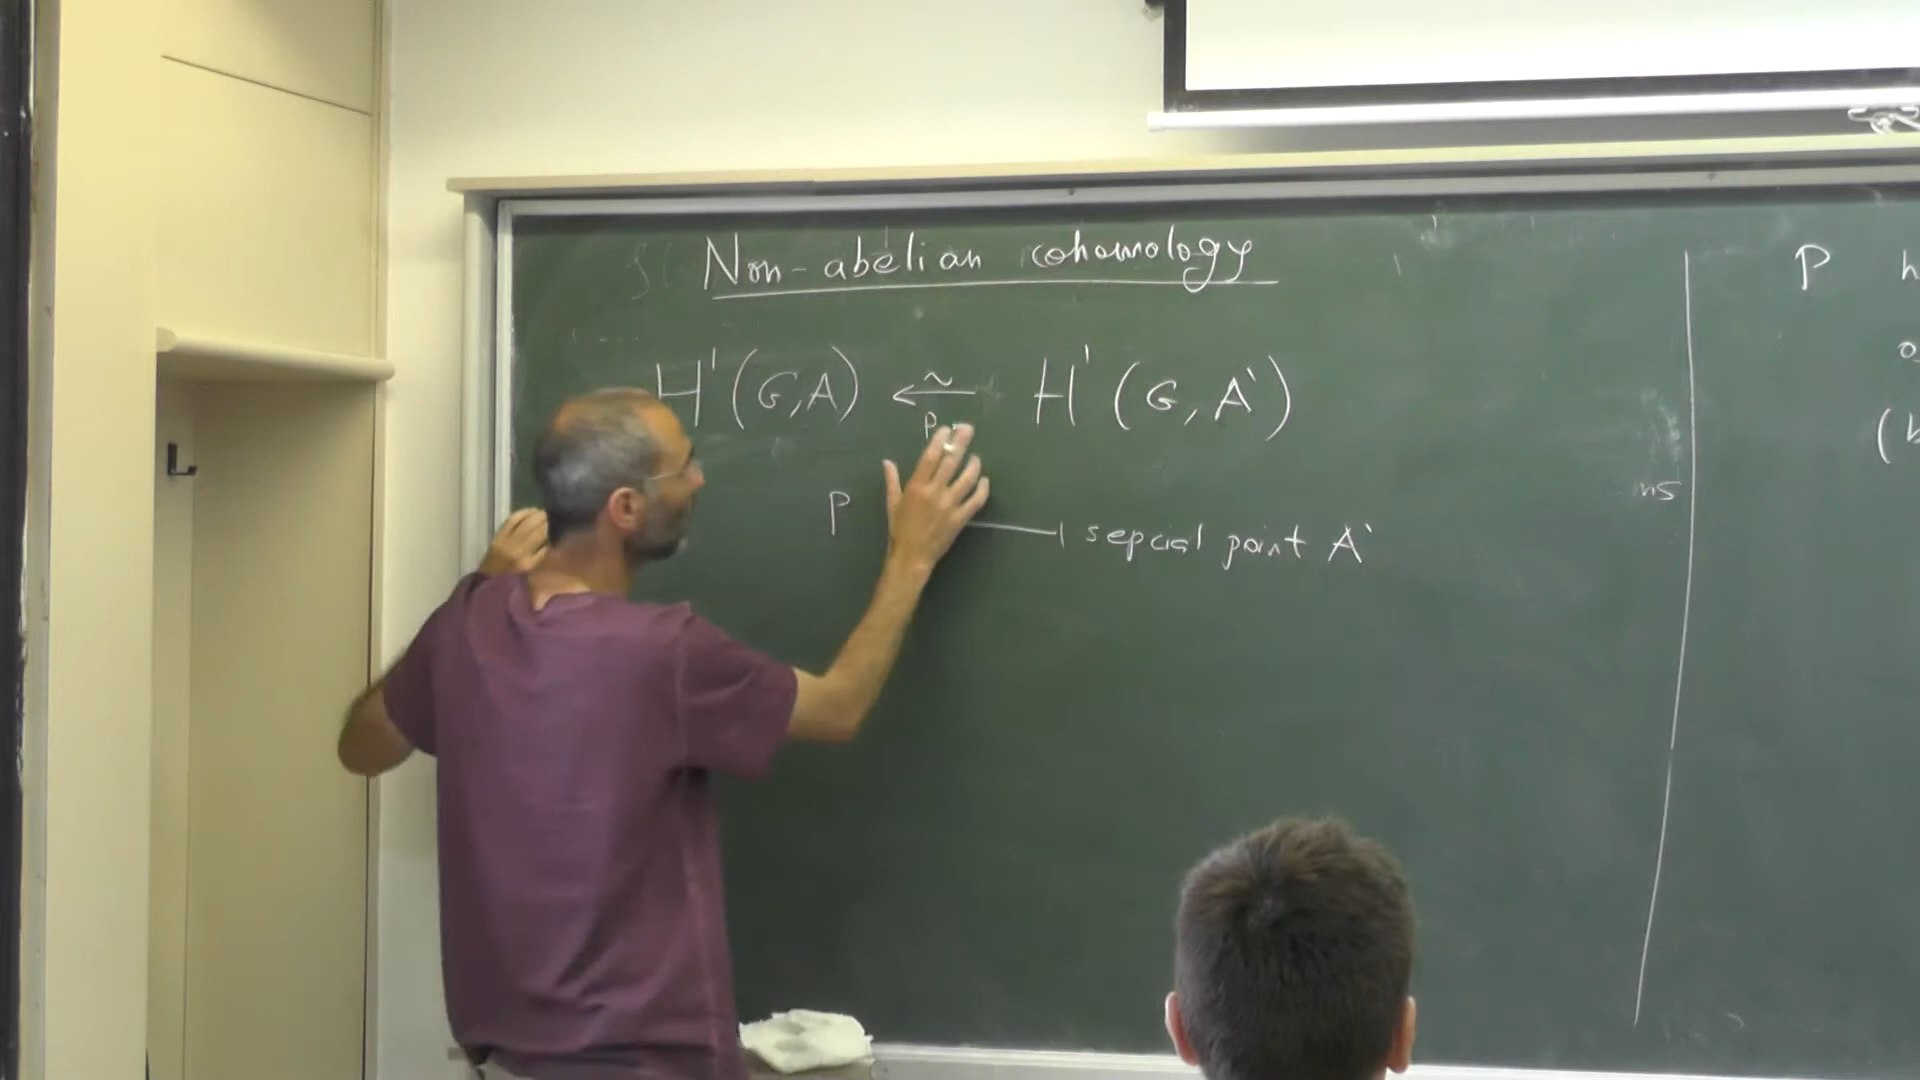 Non-abelian cohomology
H'(G,A) ←~ H'(G, A')
P
P sepcial point A'
ns
P h
(